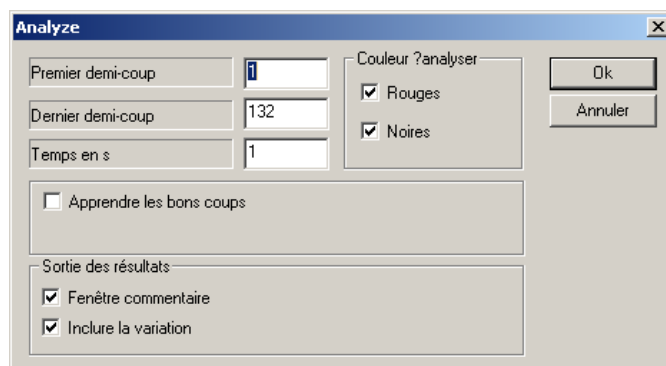 Analyze
Premier demi-coup
1
Dernier demi-coup
132
Temps en s
1
Couleur ?analyser
Rouges
Noires
Ok
Annuler
Apprendre les bons coups
Sortie des résultats
Fenêtre commentaire
Inclure la variation